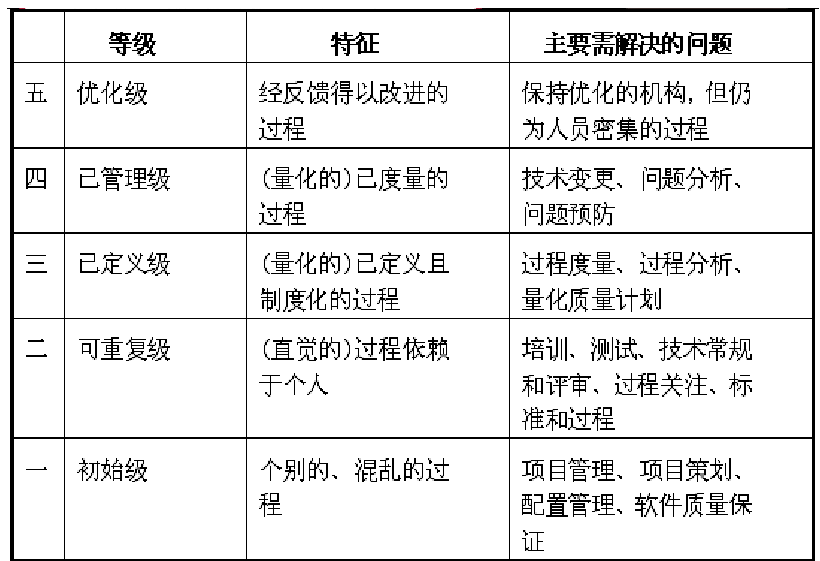 等级 特征 主要需解决的问题
五 优化级 经反馈得以改进的 保持优化的机构, 但仍
过程 为人员密集的过程
四 已管理级 (量化的)已度量的 技术变更、问题分析、
过程 问题预防
三 已定义级 (量化的)已定义且 过程度量、过程分析、
制度化的过程 量化质量计划
二 可重复级 (直觉的)过程依赖 培训、测试、技术常规
于个人 和评审、过程关注、标
准和过程
一 初始级 个别的、混乱的过 项目管理、项目策划、
程 配置管理、软件质量保
证